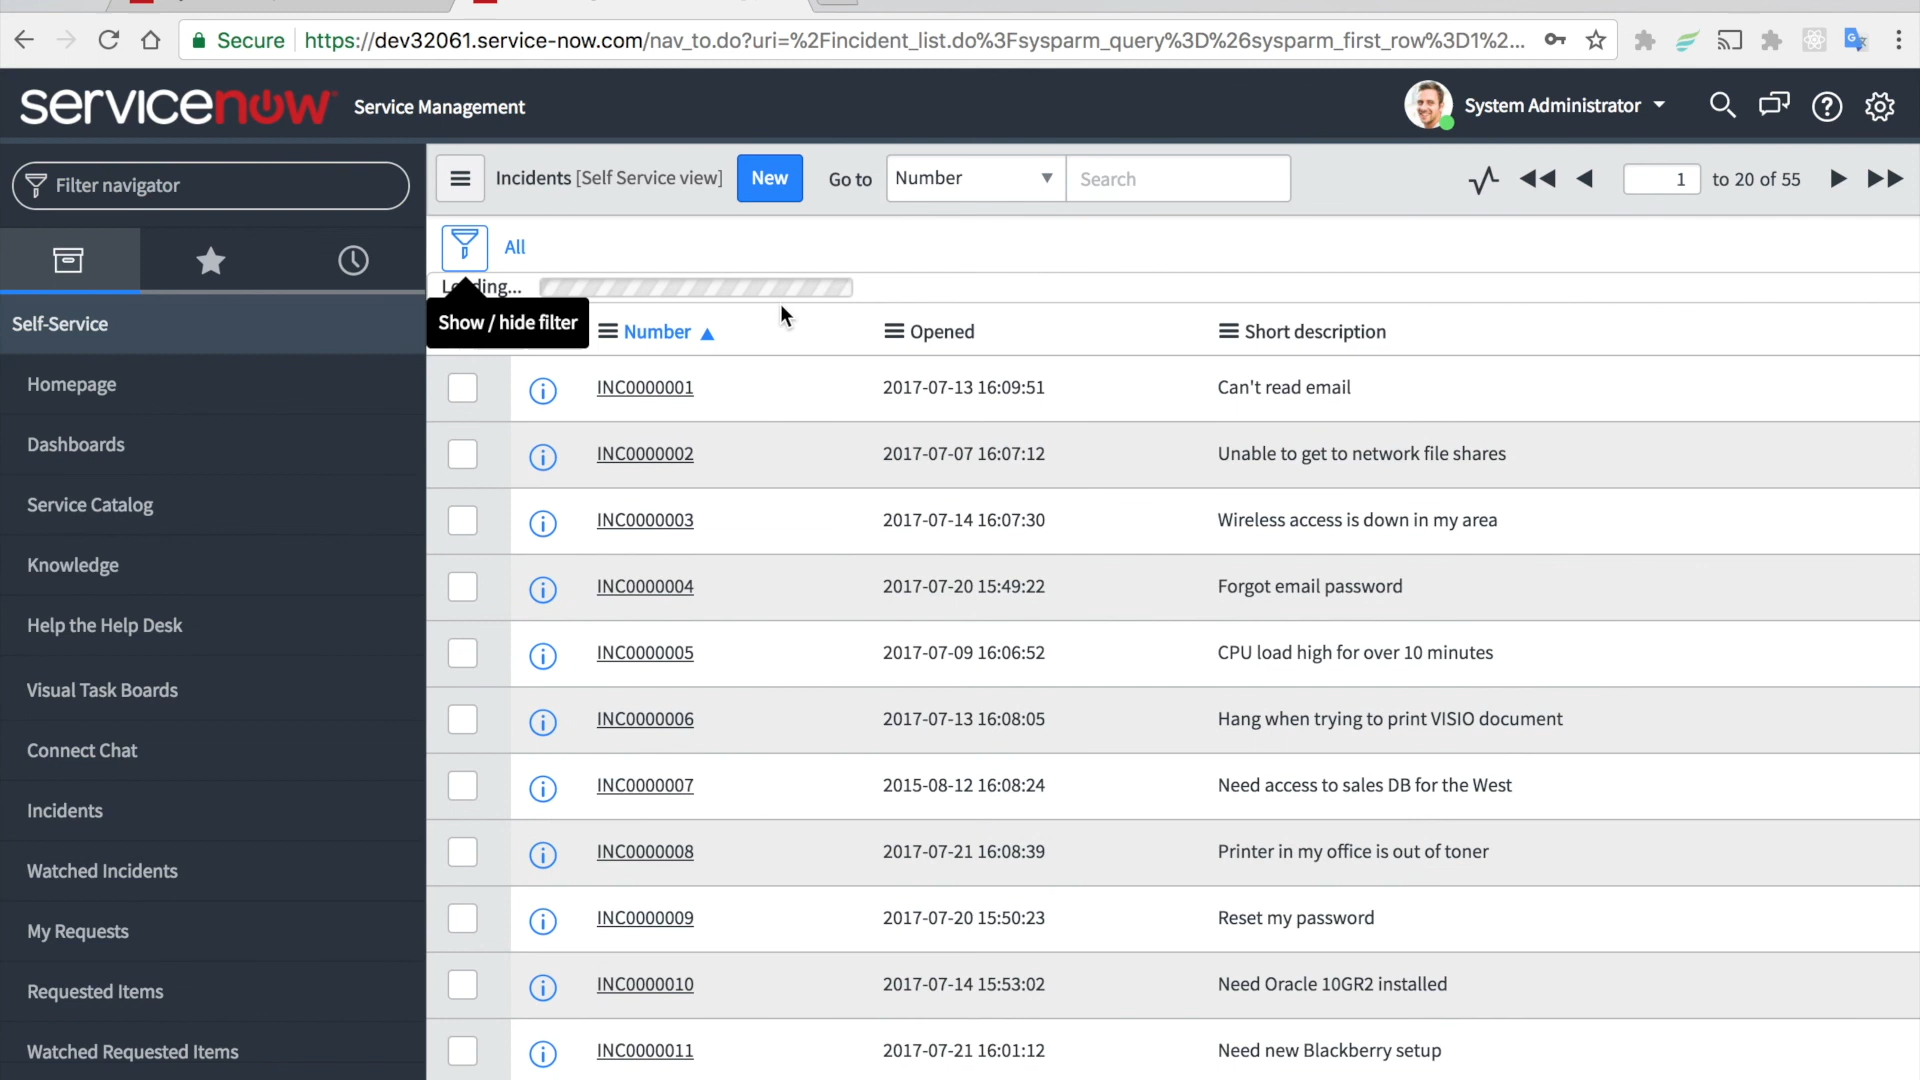 Secure https://dev32061.service-now.com/nav_to.do?uri=%2Fincident_list.do%3Fsysparm_query%3D%26sysparm_first_row%3D1%2...
servicenow Service Management System Administrator
Filter navigator
Incidents [Self Service view] New Go to Number Search 1 to 20 of 55
All
Show / hide filter
Number Opened Short description
Self-Service
Homepage
Dashboards
Service Catalog
Knowledge
Help the Help Desk
Visual Task Boards
Connect Chat
Incidents
Watched Incidents
My Requests
Requested Items
Watched Requested Items
INC0000001 2017-07-13 16:09:51 Can't read email
INC0000002 2017-07-07 16:07:12 Unable to get to network file shares
INC0000003 2017-07-14 16:07:30 Wireless access is down in my area
INC0000004 2017-07-20 15:49:22 Forgot email password
INC0000005 2017-07-09 16:06:52 CPU load high for over 10 minutes
INC0000006 2017-07-13 16:08:05 Hang when trying to print VISIO document
INC0000007 2015-08-12 16:08:24 Need access to sales DB for the West
INC0000008 2017-07-21 16:08:39 Printer in my office is out of toner
INC0000009 2017-07-20 15:50:23 Reset my password
INC0000010 2017-07-14 15:53:02 Need Oracle 10GR2 installed
INC0000011 2017-07-21 16:01:12 Need new Blackberry setup